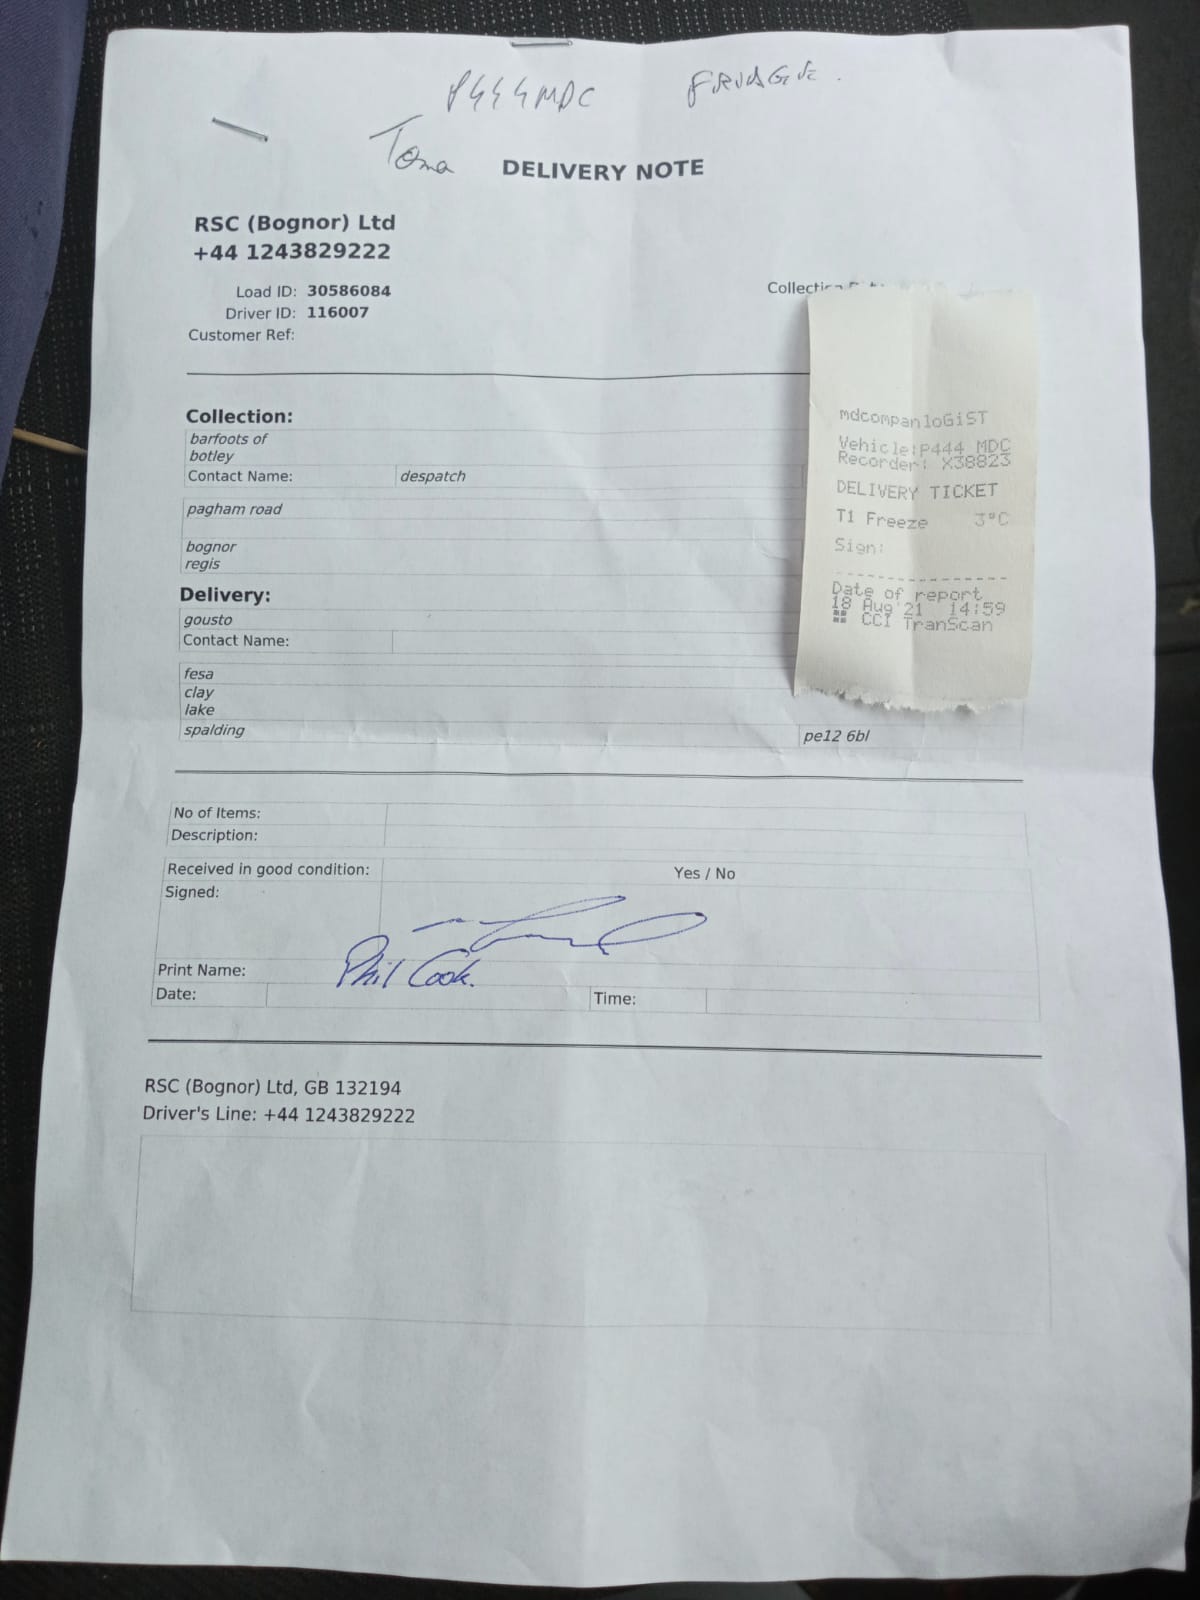 P444MDC
Toma
DELIVERY NOTE
RSC (Bognor) Ltd
+44 1243829222
Load ID: 30586084
Driver ID: 116007
Customer Ref:
Collection:
barfoots of
botley
Contact Name: despatch
pagham road
bognor
regis
Delivery:
gousto
Contact Name:
fesa
clay
lake
spalding pe12 6bl
mdcompanloGiST
Vehicle:P444 MDC
Recorder: X38823
DELIVERY TICKET
T1 Freeze 3°C
Sign:
Date of report
18 Aug'21 14:59
CCI TranScan
No of Items:
Description:
Received in good condition: Yes / No
Signed:
Print Name: Phil Cook.
Date: Time:
RSC (Bognor) Ltd, GB 132194
Driver's Line: +44 1243829222